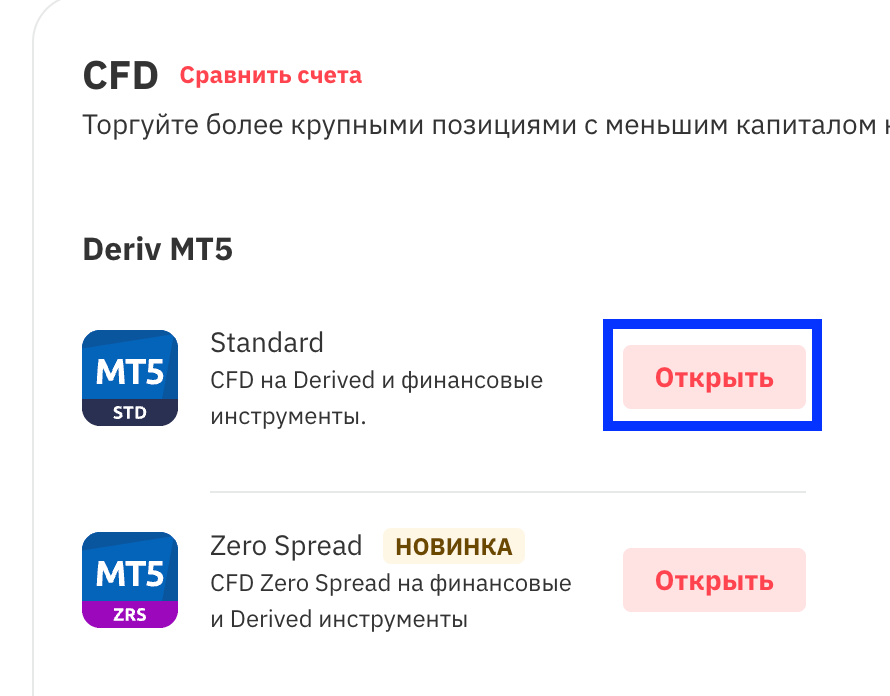 CFD Сравнить счета
Торгуйте более крупными позициями с меньшим капиталом
Deriv MT5
MT5
STD
Standard
CFD на Derived и финансовые
инструменты.
Открыть
MT5
ZRS
Zero Spread НОВИНКА
CFD Zero Spread на финансовые
и Derived инструменты
Открыть